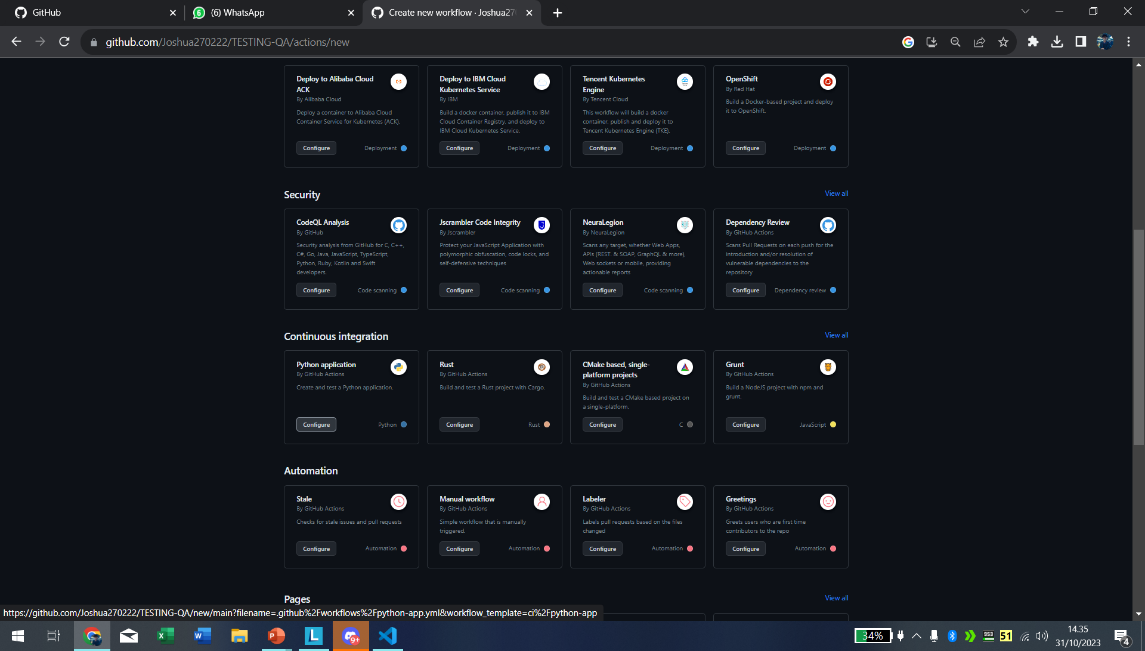 GitHub
(6) WhatsApp
Create new workflow · Joshua27
github.com/Joshua270222/TESTING-QA/actions/new
Deploy to Alibaba Cloud
ACK
By Alibaba Cloud
Deploy a container to Alibaba Cloud
Container Service for Kubernetes (ACK).
Configure
Deployment
Deploy to IBM Cloud
Kubernetes Service
By IBM
Build a docker container, publish it to IBM
Cloud Container Registry, and deploy to
IBM Cloud Kubernetes Service.
Configure
Deployment
Tencent Kubernetes
Engine
By Tencent Cloud
This workflow will build a docker
container, publish and deploy it to
Tencent Kubernetes Engine (TKE).
Configure
Deployment
OpenShift
By Red Hat
Build a Docker-based project and deploy
it to OpenShift.
Configure
Deployment
Security
View all
CodeQL Analysis
By GitHub
Security analysis from GitHub for C, C++,
C#, Go, Java, JavaScript, TypeScript,
Python, Ruby, Kotlin and Swift
developers.
Configure
Code scanning
Jscrambler Code Integrity
By Jscrambler
Protect your JavaScript Application with
polymorphic obfuscation, code locks, and
self-defensive techniques
Configure
Code scanning
NeuraLegion
By NeuraLegion
Scans any target, whether Web Apps,
APIs (REST. & SOAP, GraphQL & more),
Web sockets or mobile, providing
actionable reports
Configure
Code scanning
Dependency Review
By GitHub Actions
Scans Pull Requests on each push for the
introduction and/or resolution of
vulnerable dependencies to the
repository
Configure
Dependency review
Continuous integration
View all
Python application
By GitHub Actions
Create and test a Python application.
Configure
Python
Rust
By GitHub Actions
Build and test a Rust project with Cargo.
Configure
Rust
CMake based, single-
platform projects
By GitHub Actions
Build and test a CMake based project on
a single-platform.
Configure
C
Grunt
By GitHub Actions
Build a NodeJS project with npm and
grunt
Configure
JavaScript
Automation
Stale
By GitHub Actions
Checks for stale issues and pull requests
Configure
Automation
Manual workflow
By GitHub Actions
Simple workflow that is manually
triggered.
Configure
Automation
Labeler
By GitHub Actions
Labels pull requests based on the files
changed
Configure
Automation
Greetings
By GitHub Actions
Greets users who are first time
contributors to the repo
Configure
Automation
Pages
View all
https://github.com/Joshua270222/TESTING-QA/new/main?filename=.github%2Fworkflows%2Fpython-app.yml&workflow_template=ci%2Fpython-app
34%
51
14.35
31/10/2023
4